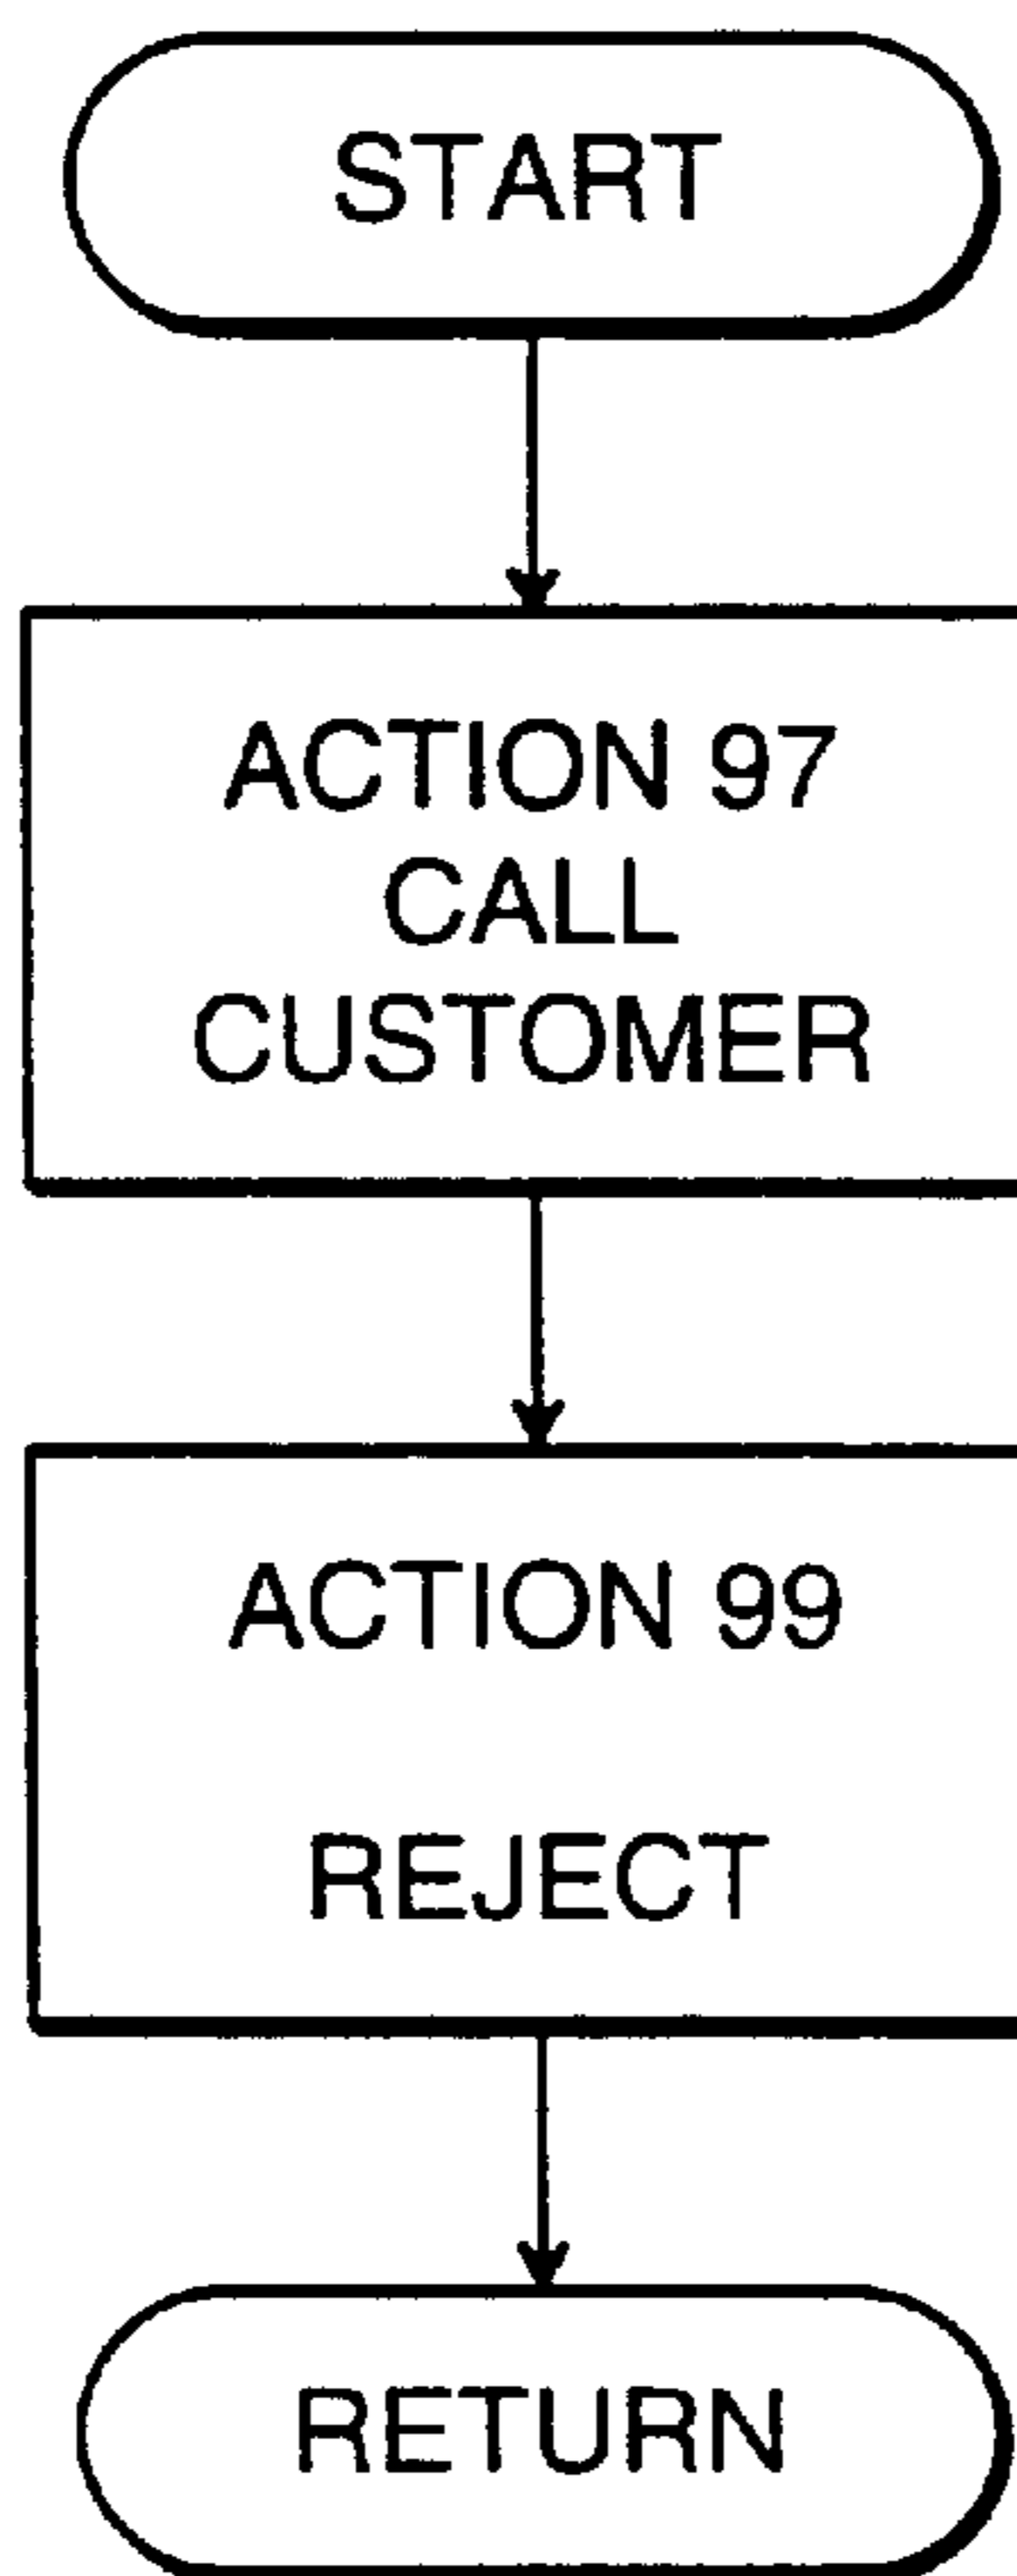 START
ACTION 97
CALL
CUSTOMER
ACTION 99
REJECT
RETURN